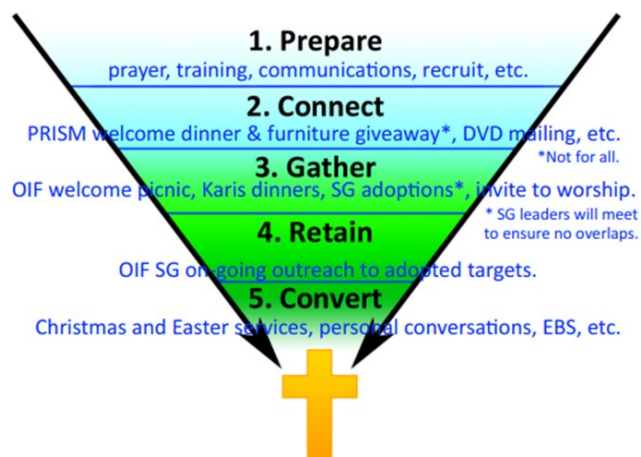 1. Prepare
prayer, training, communications, recruit, etc.
2. Connect
PRISM welcome dinner & furniture giveaway*, DVD mailing, etc.
*Not for all.
3. Gather
OIF welcome picnic, Karis dinners, SG adoptions*, invite to worship.
* SG leaders will meet
to ensure no overlaps.
4. Retain
OIF SG on-going outreach to adopted targets.
5. Convert
Christmas and Easter services, personal conversations, EBS, etc.